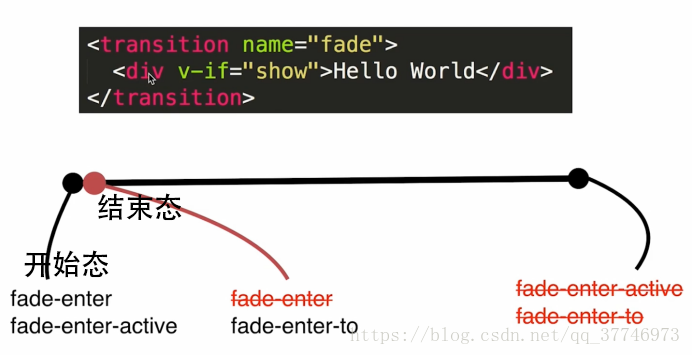 <transition name="fade">
<div v-if="show">Hello World</div>
</transition>
结束态
开始态
fade-enter
fade-enter-active
fade-enter
fade-enter-to
fade-enter-active
fade-enter-to
https://blog.csdn.net/qq_37746973